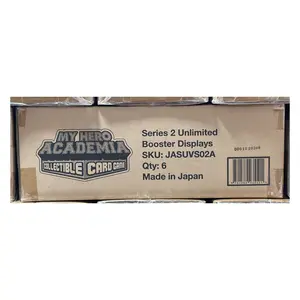 MY HERO
ACADEMIA
COLLECTIBLE CARD GAME
Series 2 Unlimited
Booster Displays
SKU: JASUVS02A
Qty: 6
Made in Japan